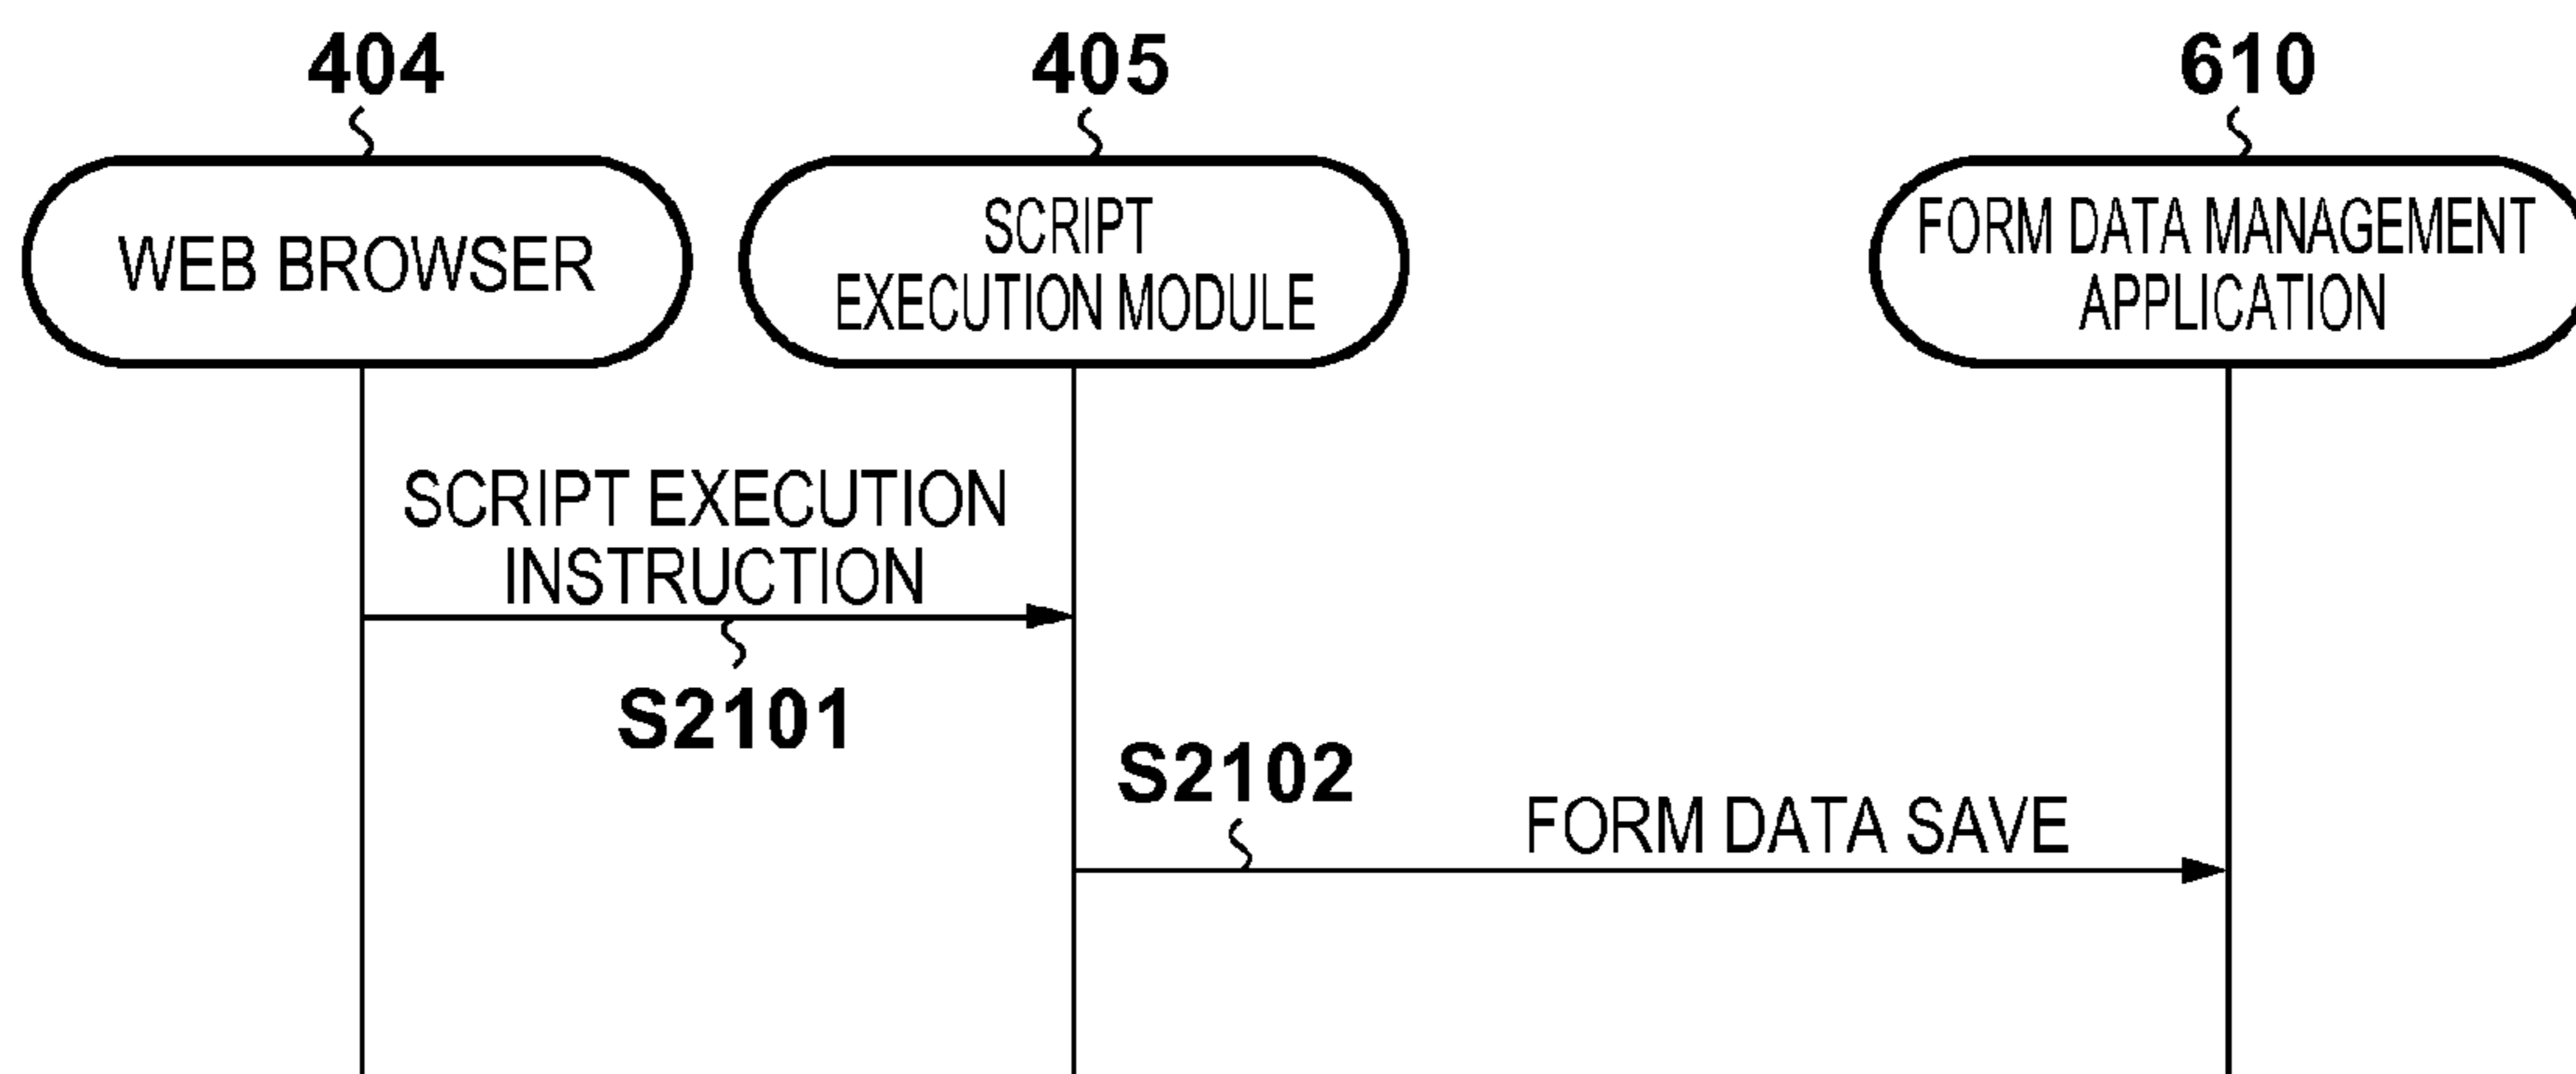 404
405
610
WEB BROWSER
SCRIPT
EXECUTION MODULE
FORM DATA MANAGEMENT
APPLICATION
SCRIPT EXECUTION
INSTRUCTION
S2101
S2102
FORM DATA SAVE